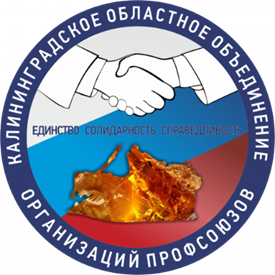 КАЛИНИНГРАДСКОЕ ОБЛАСТНОЕ ОБЪЕДИНЕНИЕ
ЕДИНСТВО СОЛИДАРНОСТЬ СПРАВЕДЛИВОСТЬ
ОРГАНИЗАЦИЙ ПРОФСОЮЗОВ